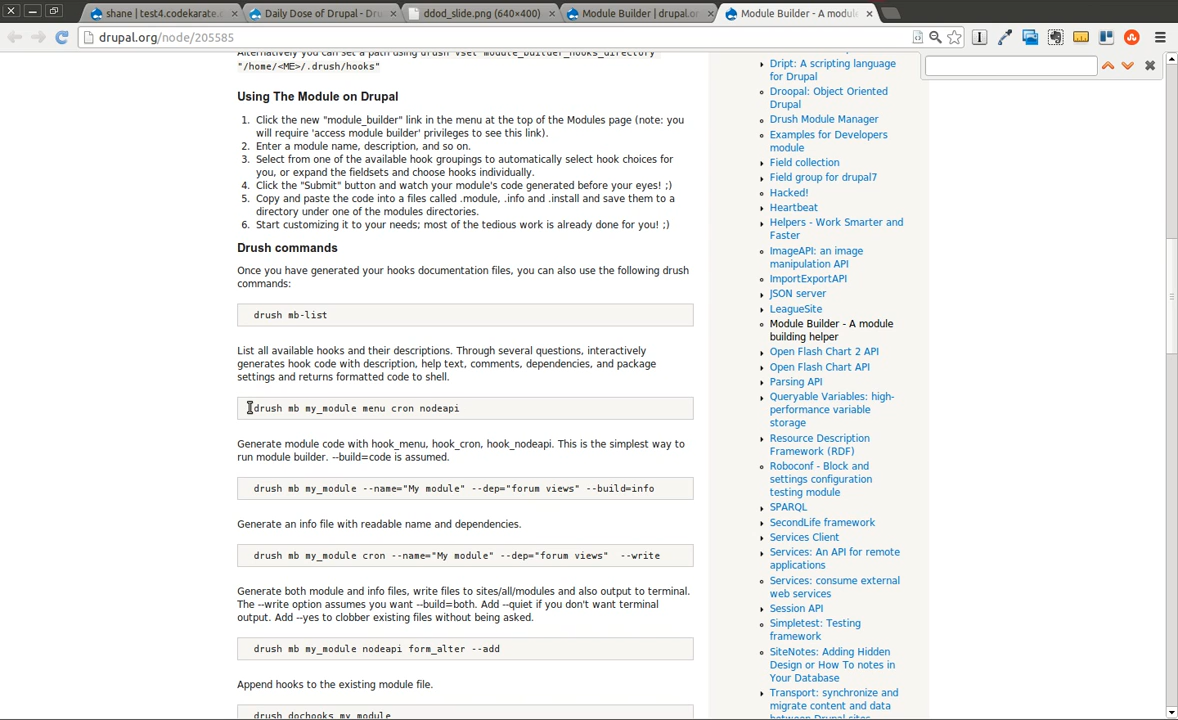 shane | test4.codekarate.c
Daily Dose of Drupal - Dru
ddod_slide.png (640×400)
Module Builder | drupal.or
Module Builder - A modul
drupal.org/node/205585
Alternatively you can set a path using drush vset module_builder_hooks_directory
"/home/<ME>/.drush/hooks"
Using The Module on Drupal
1. Click the new "module_builder" link in the menu at the top of the Modules page (note: you
will require 'access module builder' privileges to see this link).
2. Enter a module name, description, and so on.
3. Select from one of the available hook groupings to automatically select hook choices for
you, or expand the fieldsets and choose hooks individually.
4. Click the "Submit" button and watch your module's code generated before your eyes! ;)
5. Copy and paste the code into a files called .module, .info and .install and save them to a
directory under one of the modules directories.
6. Start customizing it to your needs; most of the tedious work is already done for you! ;)
Drush commands
Once you have generated your hooks documentation files, you can also use the following drush
commands:
drush mb-list
List all available hooks and their descriptions. Through several questions, interactively
generates hook code with description, help text, comments, dependencies, and package
settings and returns formatted code to shell.
drush mb my_module menu cron nodeapi
Generate module code with hook_menu, hook_cron, hook_nodeapi. This is the simplest way to
run module builder. --build=code is assumed.
drush mb my_module --name="My module" --dep="forum views" --build=info
Generate an info file with readable name and dependencies.
drush mb my_module cron --name="My module" --dep="forum views"  --write
Generate both module and info files, write files to sites/all/modules and also output to terminal.
The --write option assumes you want --build=both. Add --quiet if you don't want terminal
output. Add --yes to clobber existing files without being asked.
drush mb my_module nodeapi form_alter --add
Append hooks to the existing module file.
drush dochooks my_module
Dript: A scripting language
for Drupal
Droopal: Object Oriented
Drupal
Drush Module Manager
Examples for Developers
module
Field collection
Field group for drupal7
Hacked!
Heartbeat
Helpers - Work Smarter and
Faster
ImageAPI: an image
manipulation API
ImportExportAPI
JSON server
LeagueSite
Module Builder - A module
building helper
Open Flash Chart 2 API
Open Flash Chart API
Parsing API
Queryable Variables: high-
performance variable
storage
Resource Description
Framework (RDF)
Roboconf - Block and
settings configuration
testing module
SPARQL
SecondLife framework
Services Client
Services: An API for remote
applications
Services: consume external
web services
Session API
Simpletest: Testing
framework
SiteNotes: Adding Hidden
Design or How To notes in
Your Database
Transport: synchronize and
migrate content and data
between Drupal sites